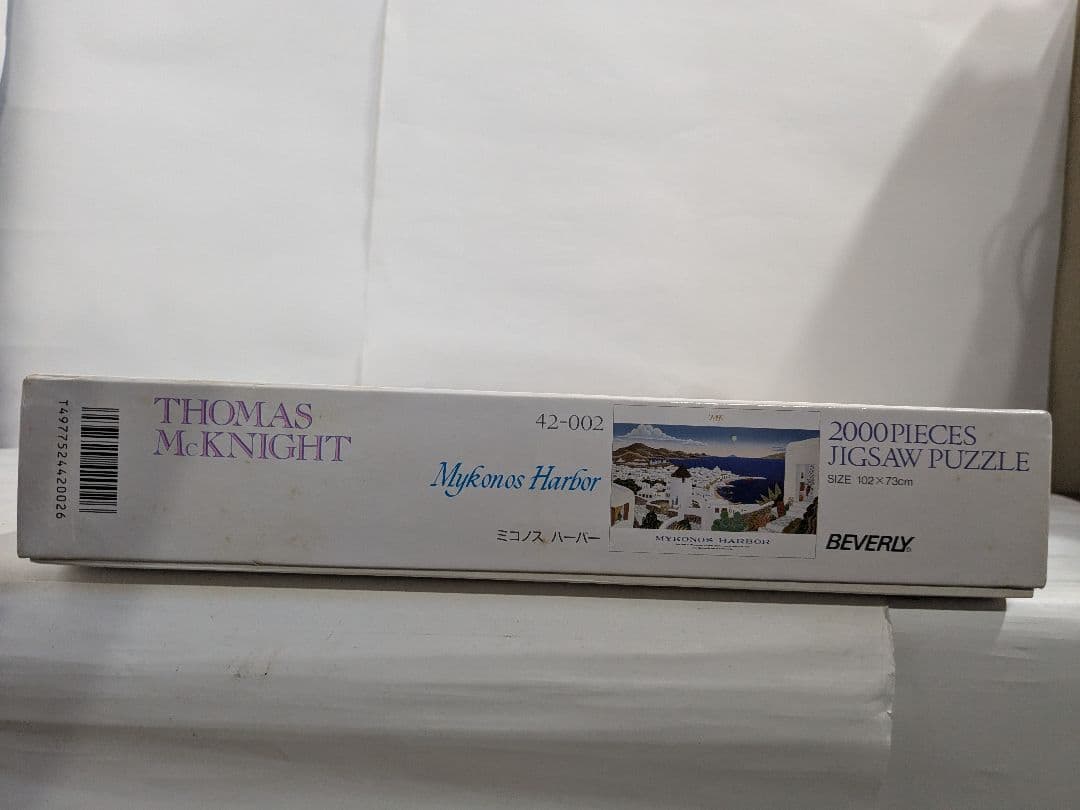 T4977524420026
THOMAS
McKNIGHT
42-002
Mykonos Harbor
ミコノス ハーバー
MYKONOS HARBOR
2000PIECES
JIGSAW PUZZLE
SIZE 102×73cm
BEVERLY